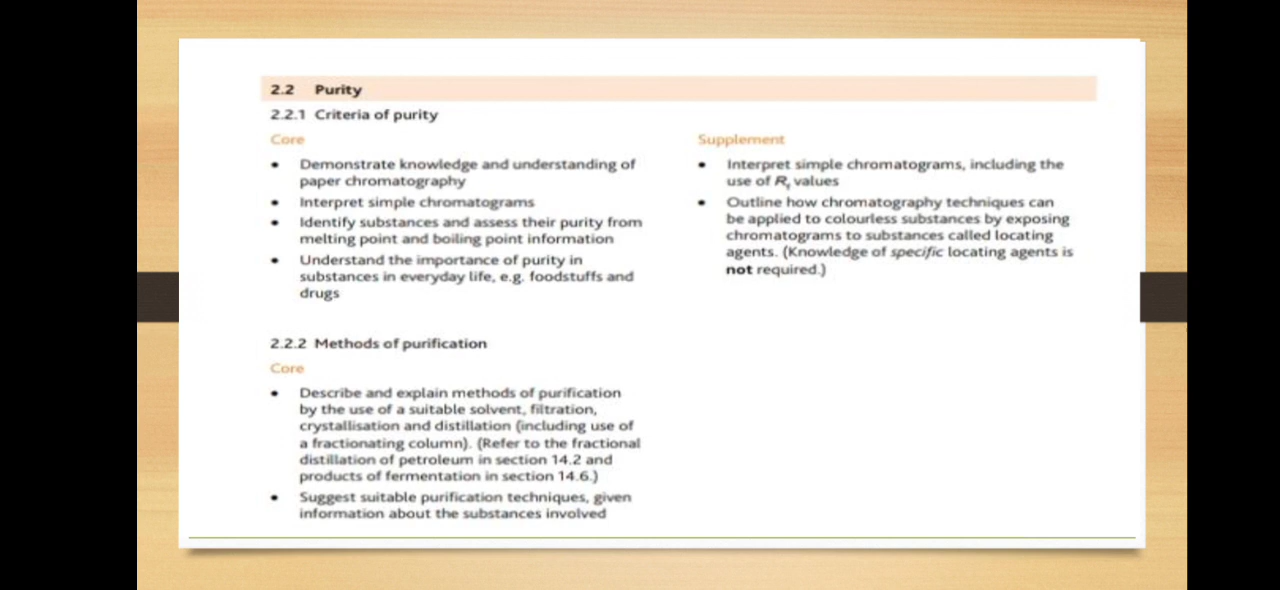 2.2 Purity
2.2.1 Criteria of purity
Core
• Demonstrate knowledge and understanding of
paper chromatography
• Interpret simple chromatograms
• Identify substances and assess their purity from
melting point and boiling point information
• Understand the importance of purity in
substances in everyday life, e.g. foodstuffs and
drugs
Supplement
• Interpret simple chromatograms, including the
use of Rf values
• Outline how chromatography techniques can
be applied to colourless substances by exposing
chromatograms to substances called locating
agents. (Knowledge of specific locating agents is
not required.)
2.2.2 Methods of purification
Core
• Describe and explain methods of purification
by the use of a suitable solvent, filtration,
crystallisation and distillation (including use of
a fractionating column). (Refer to the fractional
distillation of petroleum in section 14.2 and
products of fermentation in section 14.6.)
• Suggest suitable purification techniques, given
information about the substances involved